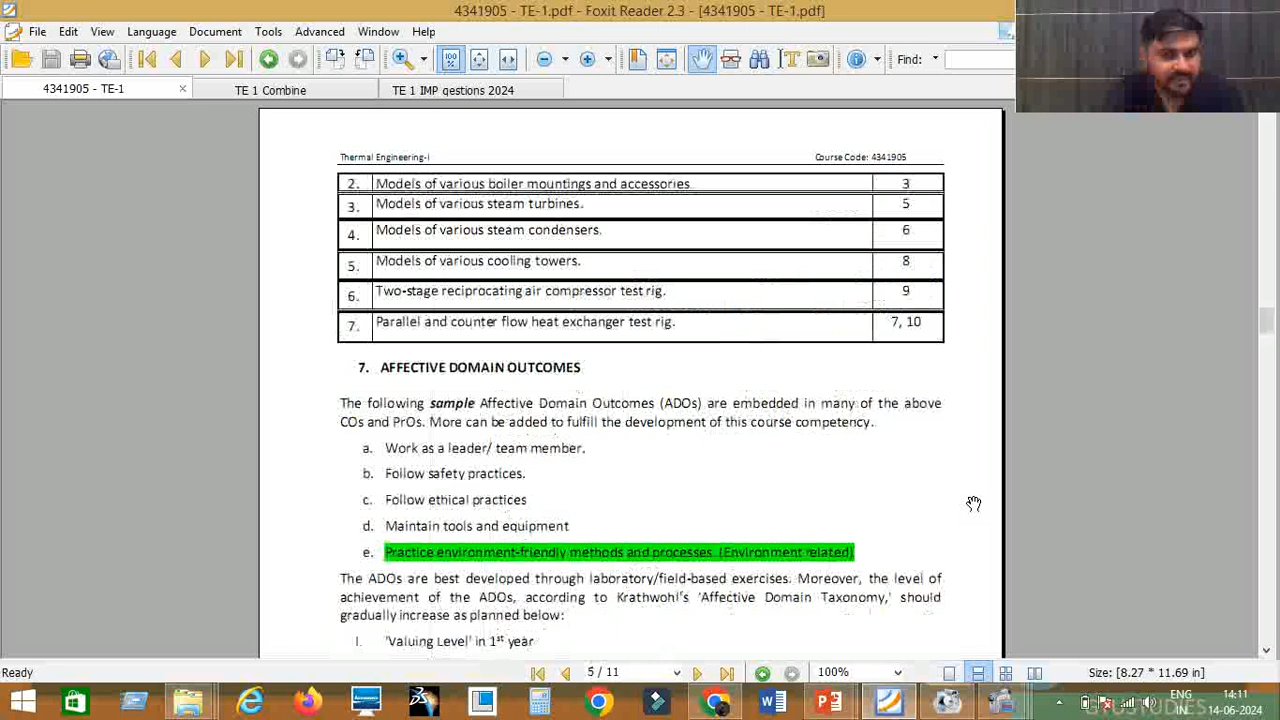 4341905 - TE-1.pdf - Foxit Reader 2.3 - [4341905 - TE-1.pdf]
File Edit View Language Document Tools Advanced Window Help
Find:
4341905 - TE-1 × TE 1 Combine TE 1 IMP qestions 2024
Thermal Engineering-I Course Code: 4341905
2. Models of various boiler mountings and accessories 3
3. Models of various steam turbines. 5
4. Models of various steam condensers. 6
5. Models of various cooling towers. 8
6. Two-stage reciprocating air compressor test rig. 9
7. Parallel and counter flow heat exchanger test rig. 7, 10
7. AFFECTIVE DOMAIN OUTCOMES
The following sample Affective Domain Outcomes (ADOs) are embedded in many of the above
COs and PrOs. More can be added to fulfill the development of this course competency.
a. Work as a leader/ team member.
b. Follow safety practices.
c. Follow ethical practices
d. Maintain tools and equipment
e. Practice environment-friendly methods and processes. (Environment related)
The ADOs are best developed through laboratory/field-based exercises. Moreover, the level of
achievement of the ADOs, according to Krathwohl's 'Affective Domain Taxonomy,' should
gradually increase as planned below:
I. 'Valuing Level' in 1st year
Ready 5 / 11 100% Size: [8.27 * 11.69 in]
ENG 14:11
IN 14-06-2024